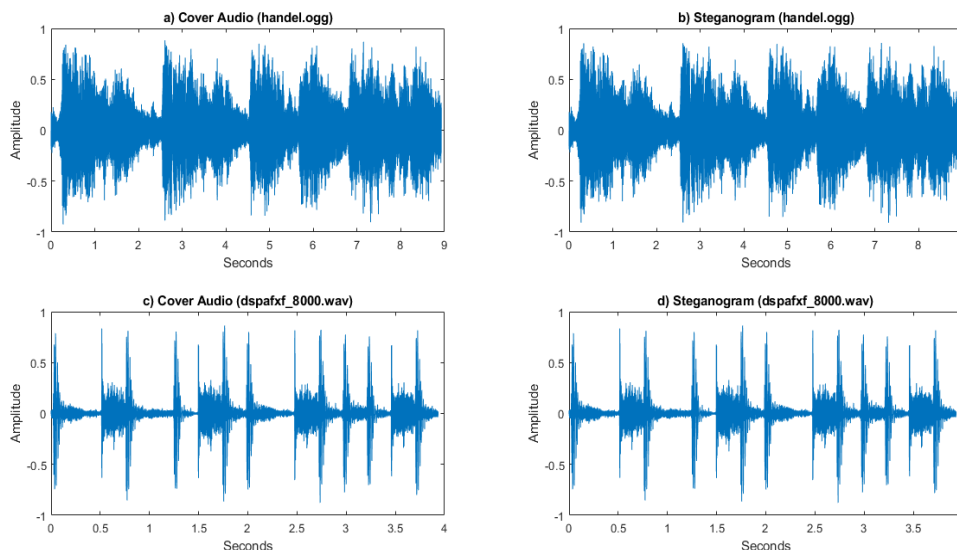 a) Cover Audio (handel.ogg)
1
0.5
0
-0.5
-1
Amplitude
0 1 2 3 4 5 6 7 8 9
Seconds
b) Steganogram (handel.ogg)
1
0.5
0
-0.5
-1
Amplitude
0 1 2 3 4 5 6 7 8
Seconds
c) Cover Audio (dspafxf_8000.wav)
1
0.5
0
-0.5
-1
Amplitude
0 0.5 1 1.5 2 2.5 3 3.5 4
Seconds
d) Steganogram (dspafxf_8000.wav)
1
0.5
0
-0.5
-1
Amplitude
0 0.5 1 1.5 2 2.5 3 3.5
Seconds